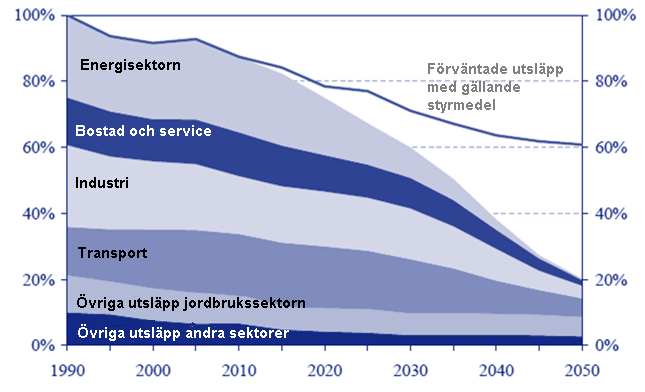 100%
100%
Energisektorn
Förväntade utsläpp
med gällande
styrmedel
80%
80%
Bostad och service
60%
60%
Industri
40%
40%
Transport
20%
20%
Övriga utsläpp jordbrukssektorn
Övriga utsläpp andra sektorer
0%
0%
1990
2000
2010
2020
2030
2040
2050